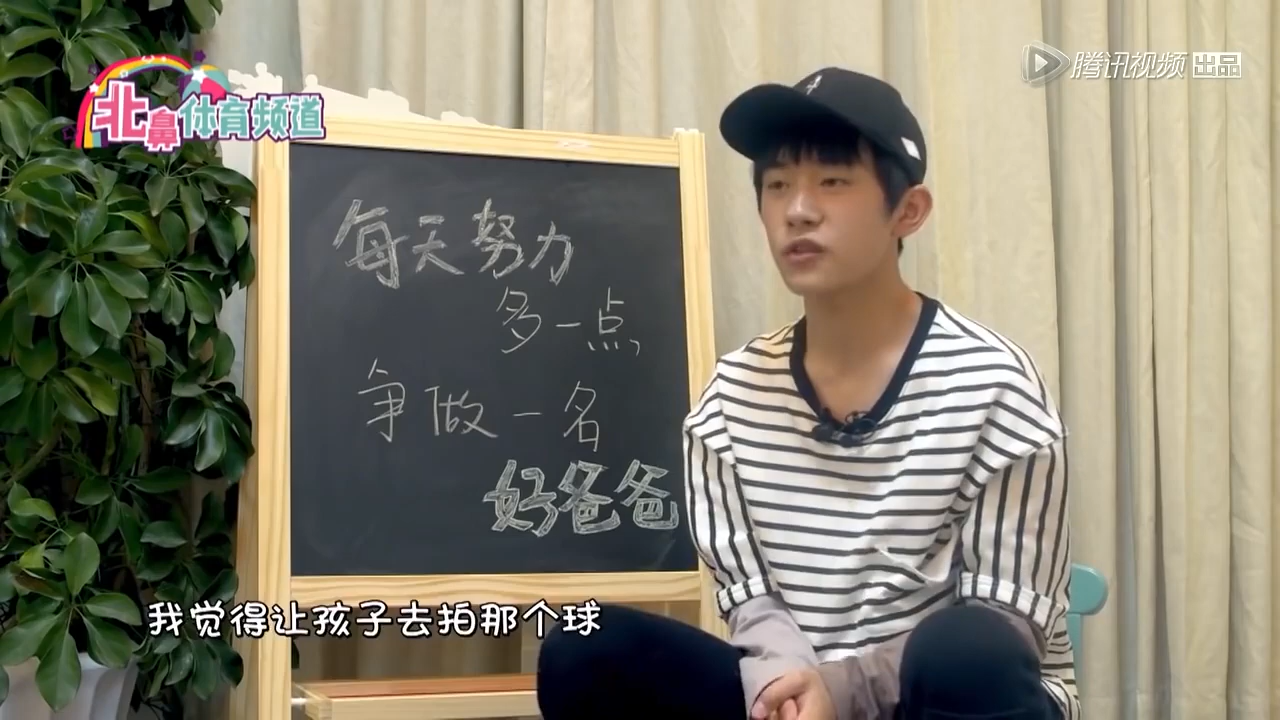 北鼻体育频道
腾讯视频 出品
每天努力
多一点,
争做一名
好爸爸
我觉得让孩子去拍那个球